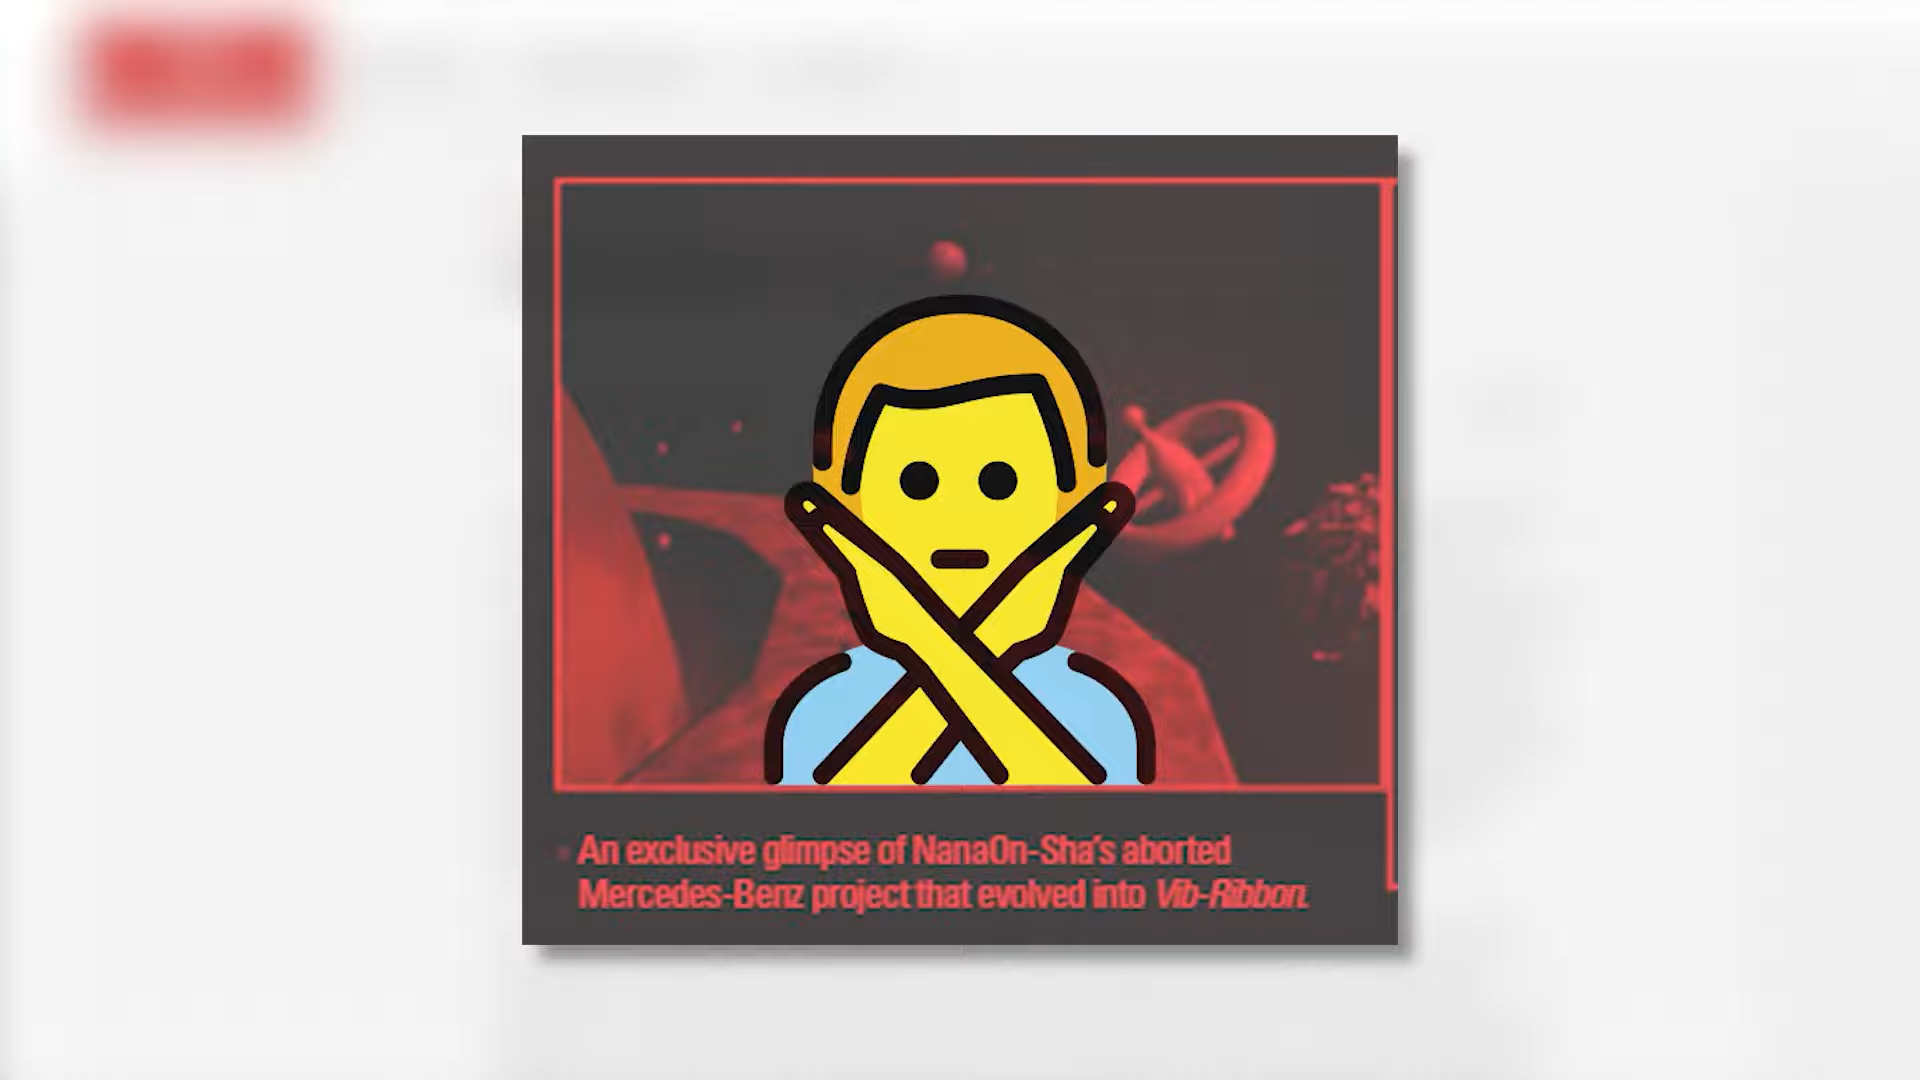 An exclusive glimpse of NanaOn-Sha's aborted
Mercedes-Benz project that evolved into Vib-Ribbon.